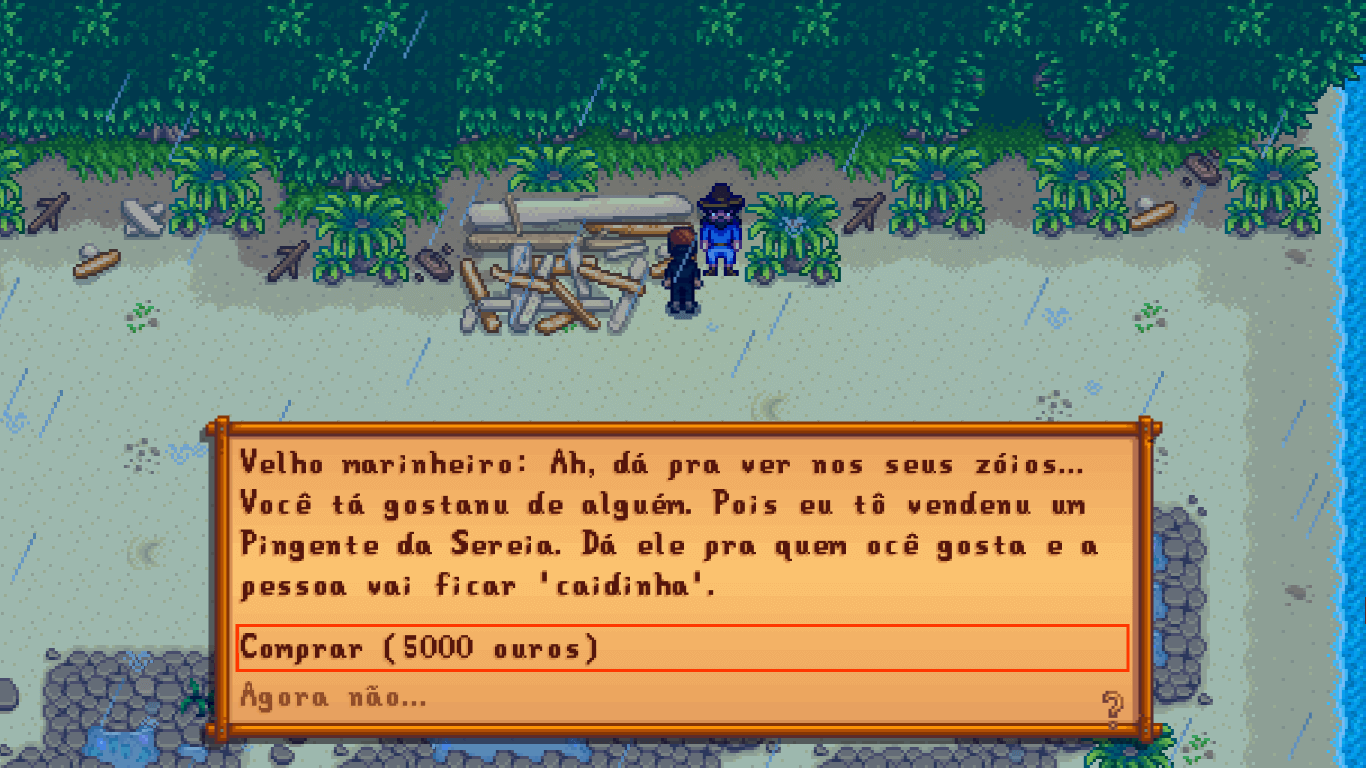 Velho marinheiro: Ah, dá pra ver nos seus zóios...
Você tá gostanu de alguém. Pois eu tô vendenu um
Pingente da Sereia. Dá ele pra quem ocê gosta e a
pessoa vai ficar 'caidinha'.
Comprar (5000 ouros)
Agora não...
?